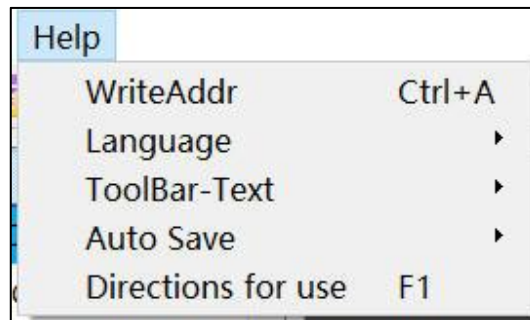 Help
WriteAddr Ctrl+A
Language
ToolBar-Text
Auto Save
Directions for use F1